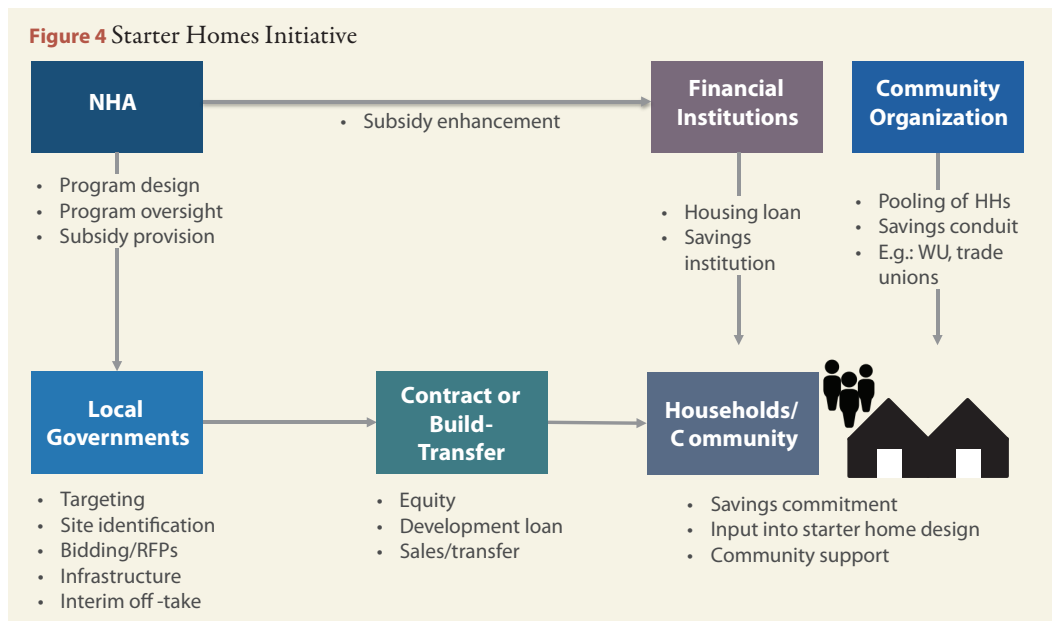 Figure 4 Starter Homes Initiative
NHA
• Subsidy enhancement
Financial
Institutions
Community
Organization
• Program design
• Program oversight
• Subsidy provision
• Housing loan
• Savings
institution
• Pooling of HHs
• Savings conduit
• E.g.: WU, trade
unions
Local
Governments
Contract or
Build-
Transfer
Households/
C ommunity
• Targeting
• Site identification
• Bidding/RFPs
• Infrastructure
• Interim off -take
• Equity
• Development loan
• Sales/transfer
• Savings commitment
• Input into starter home design
• Community support